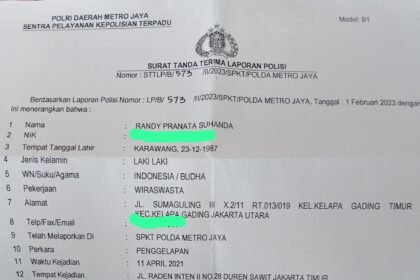 POLRI DAERAH METRO JAYA
SENTRA PELAYANAN KEPOLISIAN TERPADU
Model: B1
SURAT TANDA TERIMA LAPORAN POLISI
Nomor : STTLP/B/ 573 /II/2023/SPKT/POLDA METRO JAYA
Berdasarkan Laporan Polisi Nomor : LP/B/ 573 /II/2023/SPKT/POLDA METRO JAYA, Tanggal : 1 Februari 2023 dengan
ini menerangkan bahwa :
1 Nama : RANDY PRANATA SUHANDA
2 NIK :
3 Tempat Tanggal Lahir : KARAWANG, 23-12-1987
4 Jenis Kelamin : LAKI LAKI
5 WN/Suku/Agama : INDONESIA / BUDHA
6 Pekerjaan : WIRASWASTA
7 Alamat : JL. SUMAGULING III X.2/11 RT.013/019 KEL.KELAPA GADING TIMUR
KEC.KELAPA GADING JAKARTA UTARA
8 Telp/Fax/Email :
9 Telah Melaporkan Di : SPKT POLDA METRO JAYA
10 Perkara : PENGGELAPAN
11 Waktu Kejadian : 11 APRIL 2021
12 Tempat Kejadian : JL. RADEN INTEN II NO.28 DUREN SAWIT JAKARTA TIMUR